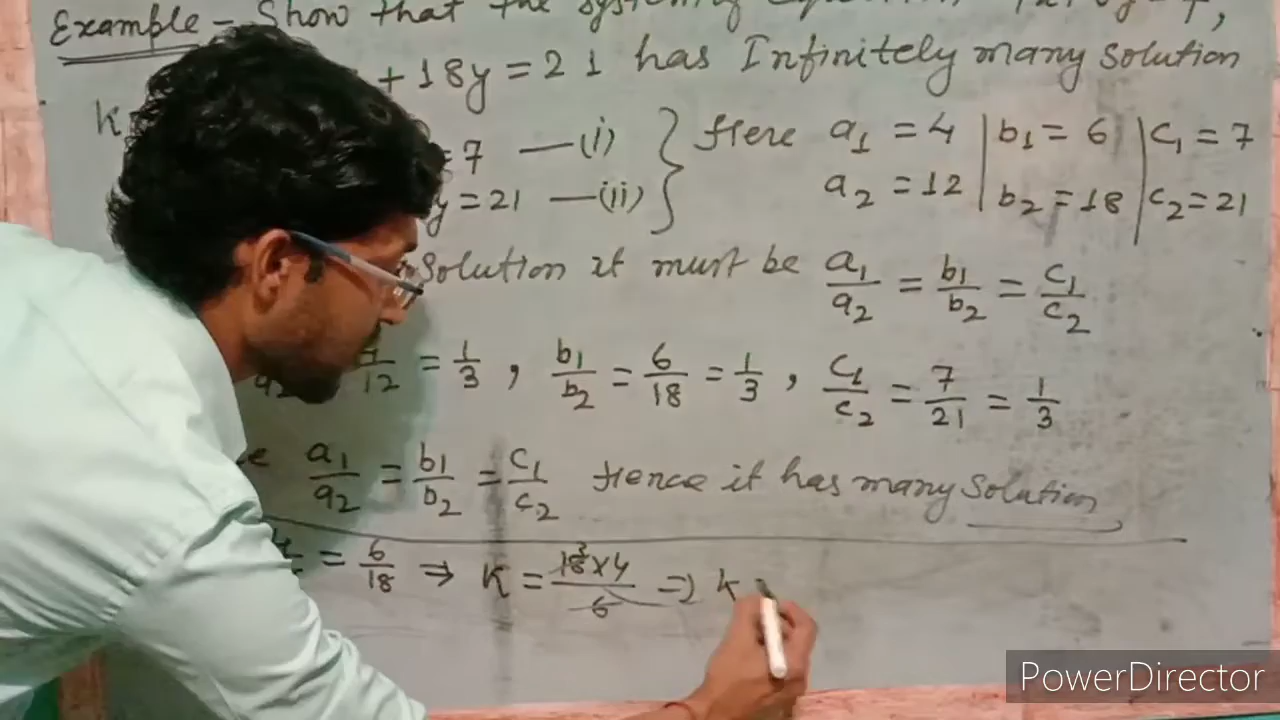 Example - Show that the system of equation
+ 18y = 21 has Infinitely many solution
K
= 7 —(i) } Here a1 = 4 | b1 = 6 | c1 = 7
y = 21 —(ii) a2 = 12 | b2 = 18 | c2 = 21
solution it must be a1/a2 = b1/b2 = c1/c2
a2 4/12 = 1/3 , b1/b2 = 6/18 = 1/3 , c1/c2 = 7/21 = 1/3
a1/a2 = b1/b2 = c1/c2 Hence it has many solution
= 6/18 ⇒ K = 18×4/6 ⇒ k
PowerDirector